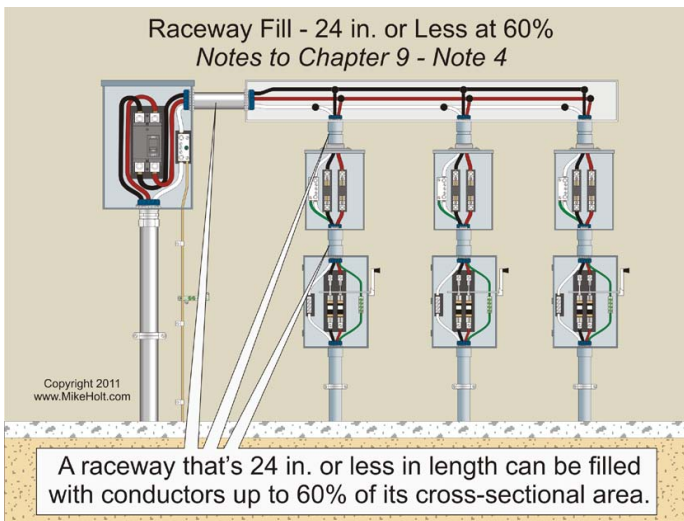 Raceway Fill - 24 in. or Less at 60%
Notes to Chapter 9 - Note 4
Copyright 2011
www.MikeHolt.com
A raceway that's 24 in. or less in length can be filled
with conductors up to 60% of its cross-sectional area.